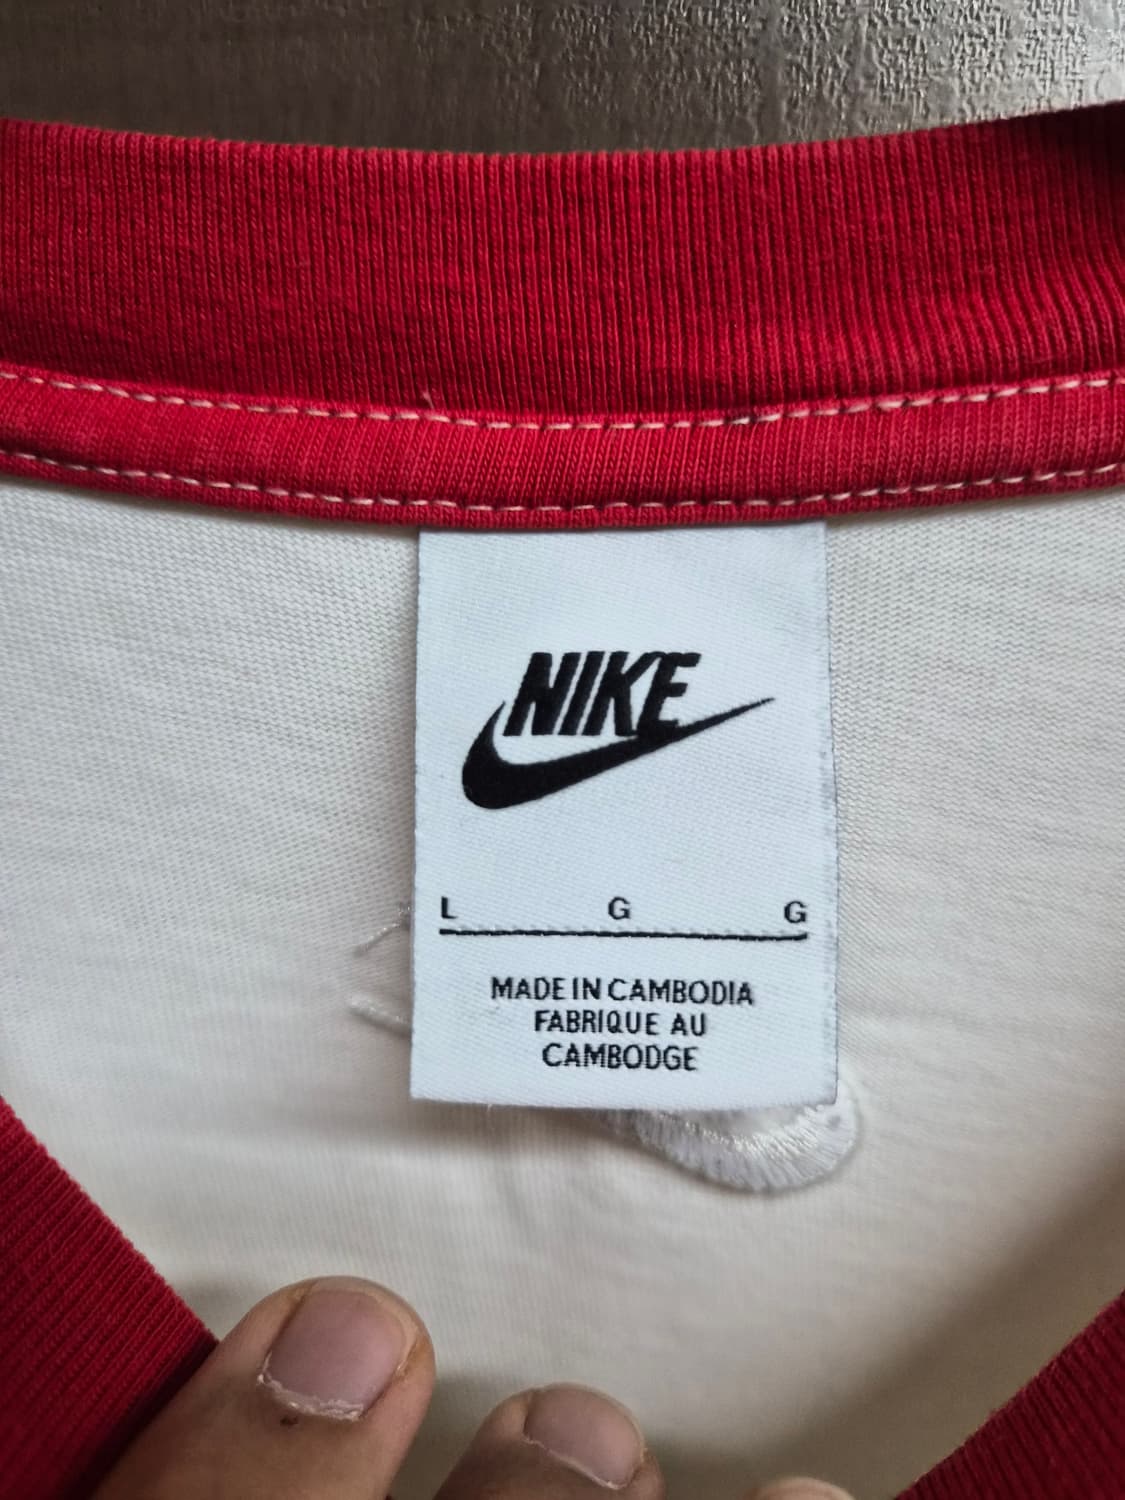 NIKE
L G G
MADE IN CAMBODIA
FABRIQUE AU
CAMBODGE